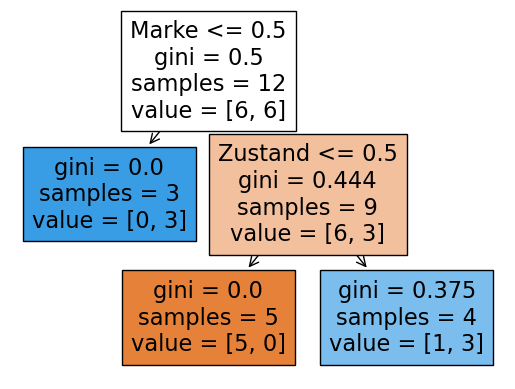 Marke <= 0.5
gini = 0.5
samples = 12
value = [6, 6]
gini = 0.0
samples = 3
value = [0, 3]
Zustand <= 0.5
gini = 0.444
samples = 9
value = [6, 3]
gini = 0.0
samples = 5
value = [5, 0]
gini = 0.375
samples = 4
value = [1, 3]